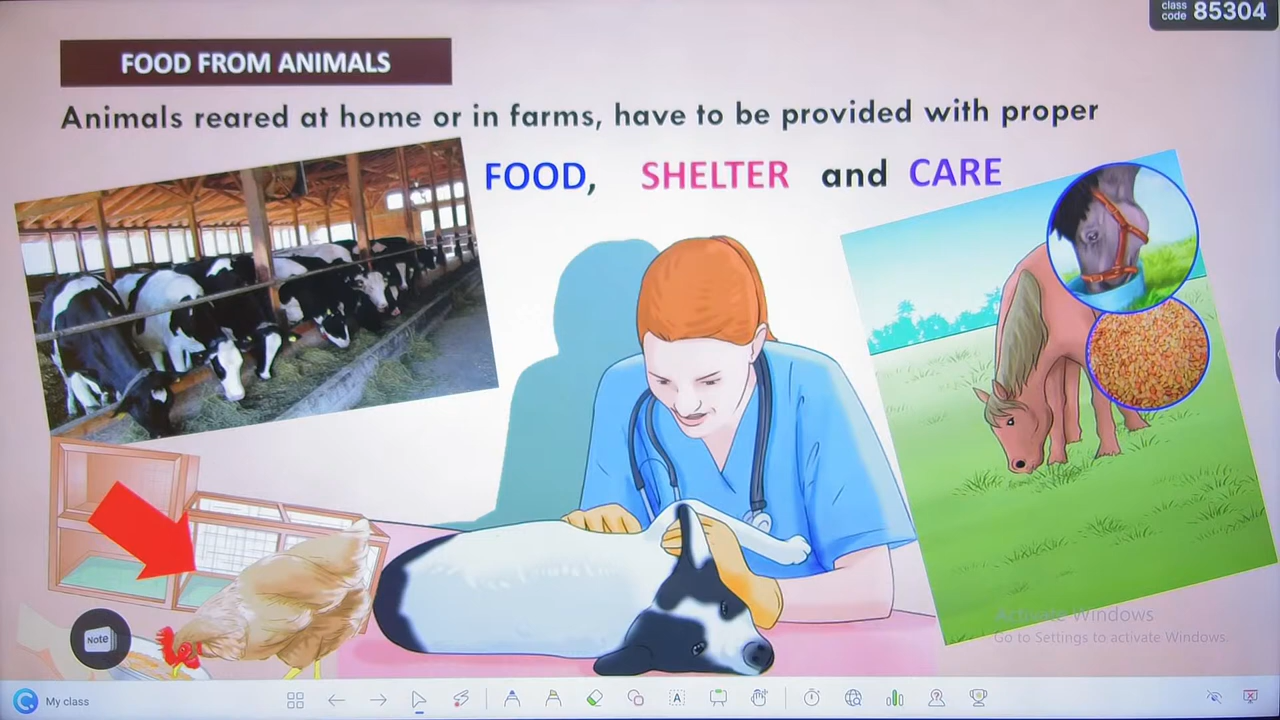 class code 85304
FOOD FROM ANIMALS
Animals reared at home or in farms, have to be provided with proper
FOOD, SHELTER and CARE
Note
Activate Windows
Go to Settings to activate Windows.
My class